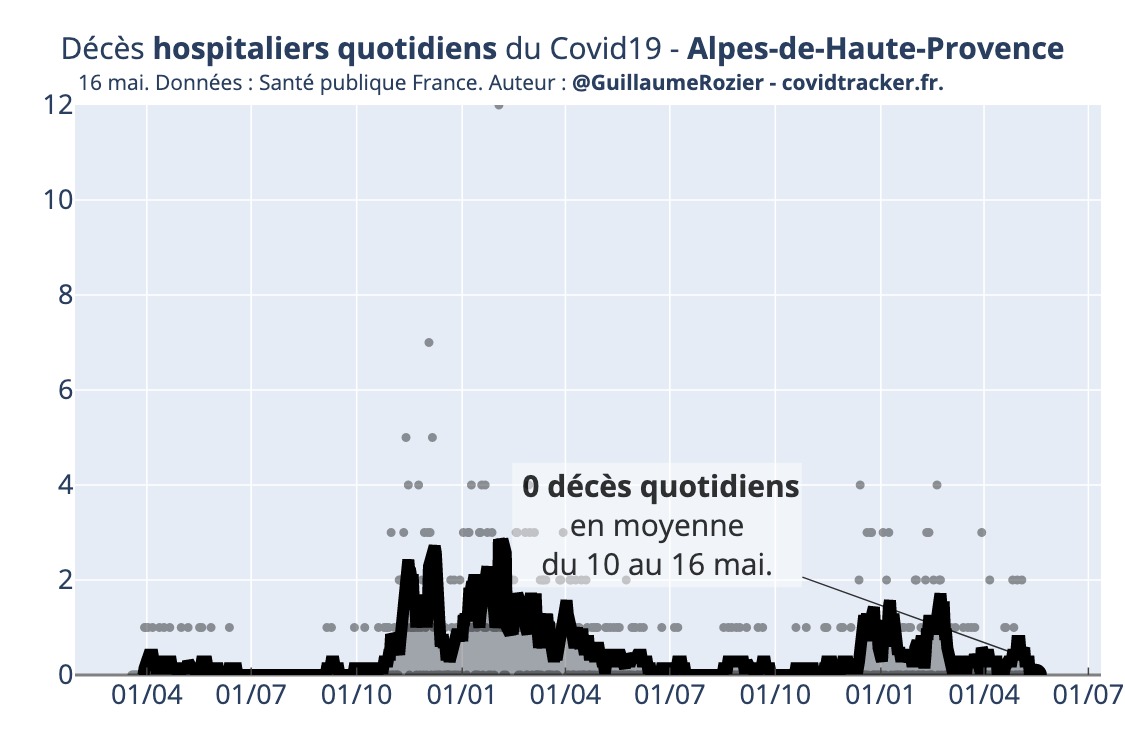 Décès hospitaliers quotidiens du Covid19 - Alpes-de-Haute-Provence
16 mai. Données : Santé publique France. Auteur : @GuillaumeRozier - covidtracker.fr.
12
10
8
6
4
2
0
0 décès quotidiens
en moyenne
du 10 au 16 mai.
01/04 01/07 01/10 01/01 01/04 01/07 01/10 01/01 01/04 01/07